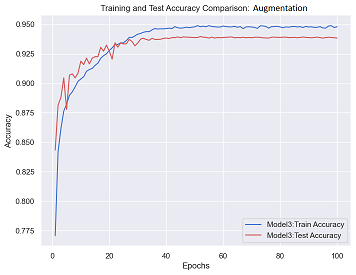 Training and Test Accuracy Comparison: Augmentation
0.950
0.925
0.900
0.875
0.850
0.825
0.800
0.775
Accuracy
0 20 40 60 80 100
Epochs
Model3:Train Accuracy
Model3:Test Accuracy